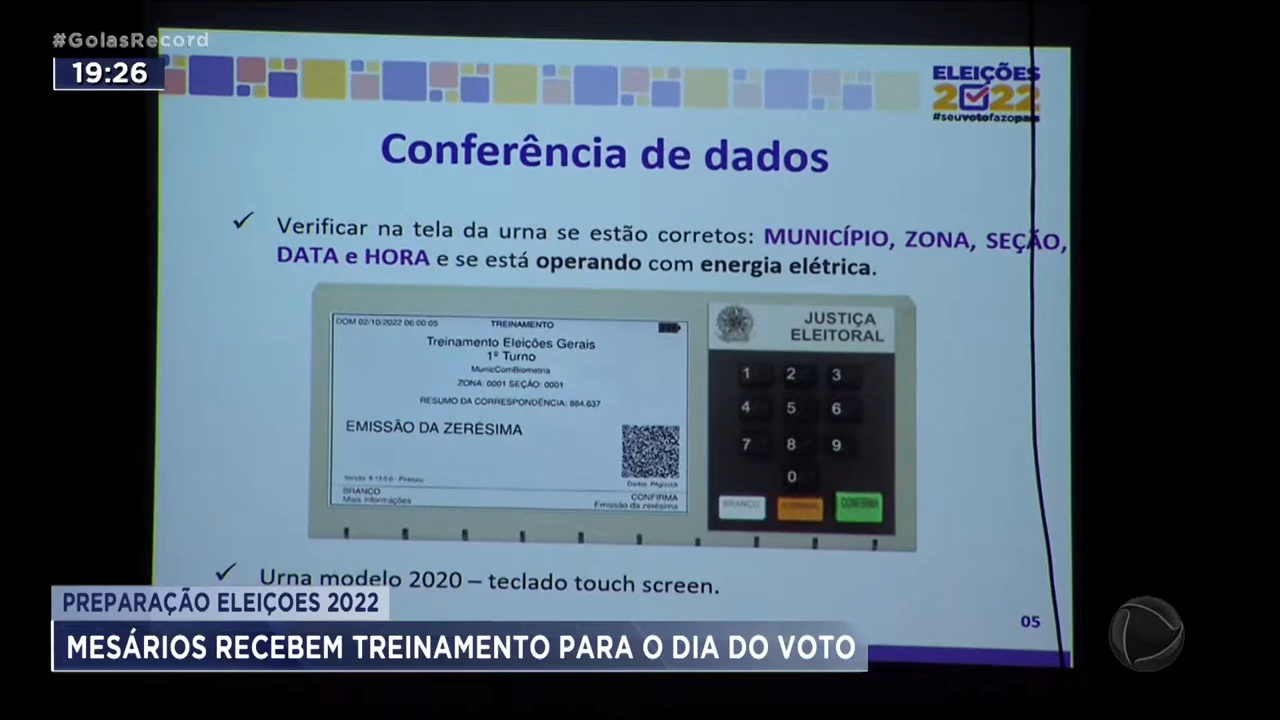 #GoiasRecord
19:26
ELEIÇÕES
2022
#seuvotofazopaís
Conferência de dados
✓ Verificar na tela da urna se estão corretos: MUNICÍPIO, ZONA, SEÇÃO,
DATA e HORA e se está operando com energia elétrica.
DOM 02/10/2022 06:00:05 TREINAMENTO
Treinamento Eleições Gerais
1º Turno
MunicComBiometria
ZONA: 0001 SEÇÃO: 0001
RESUMO DA CORRESPONDÊNCIA: 884.637
EMISSÃO DA ZERÉSIMA
BRANCO
Mais informações
CONFIRMA
Emissão da zerésima
JUSTIÇA
ELEITORAL
1 2 3
4 5 6
7 8 9
0
BRANCO CONFIRMA
✓ Urna modelo 2020 – teclado touch screen.
05
PREPARAÇÃO ELEIÇOES 2022
MESÁRIOS RECEBEM TREINAMENTO PARA O DIA DO VOTO